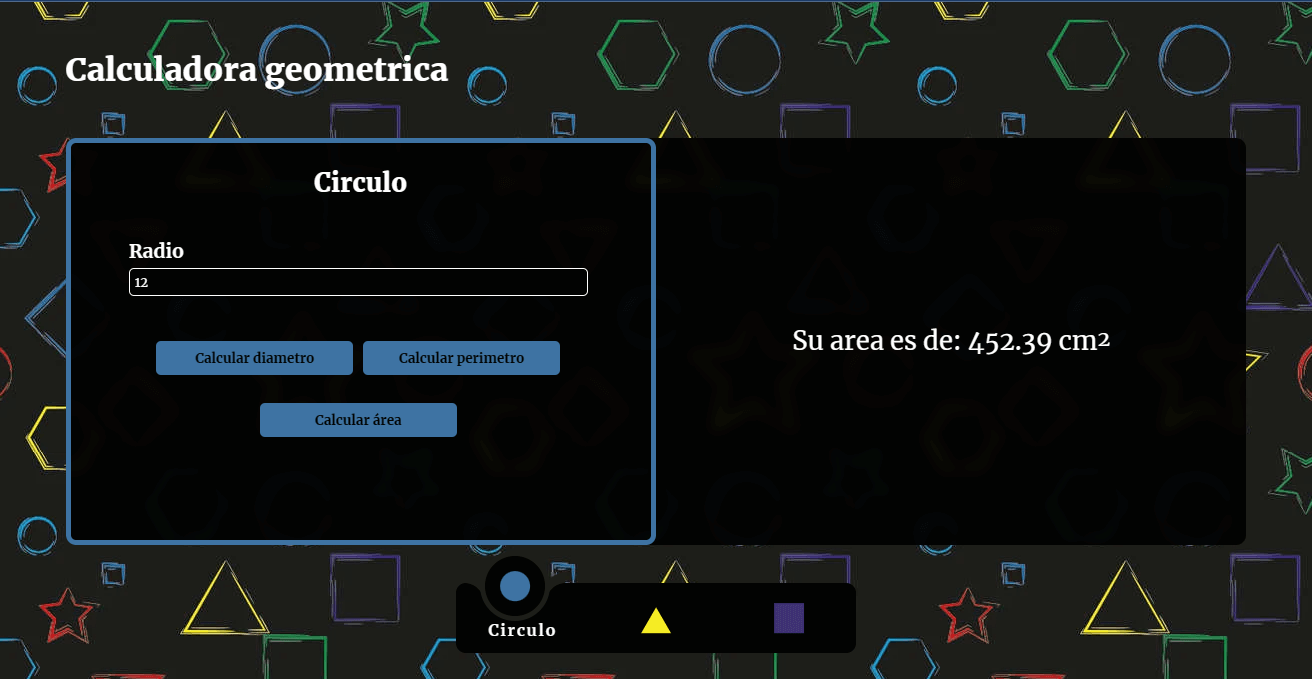 Calculadora geometrica
Circulo
Radio
12
Calcular diametro
Calcular perimetro
Calcular área
Su area es de: 452.39 cm²
Circulo